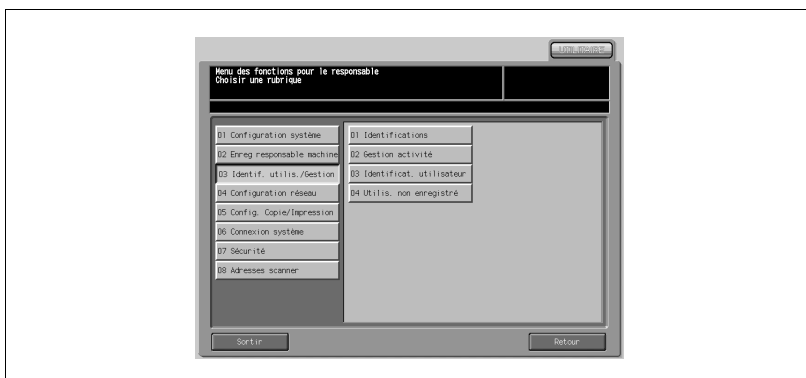 Menu des fonctions pour le responsable
Choisir une rubrique
01 Configuration système
02 Enreg responsable machine
03 Identif. utilis./Gestion
04 Configuration réseau
05 Config. Copie/Impression
06 Connexion système
07 Sécurité
08 Adresses scanner
01 Identifications
02 Gestion activité
03 Identificat. utilisateur
04 Utilis. non enregistré
Sortir
Retour